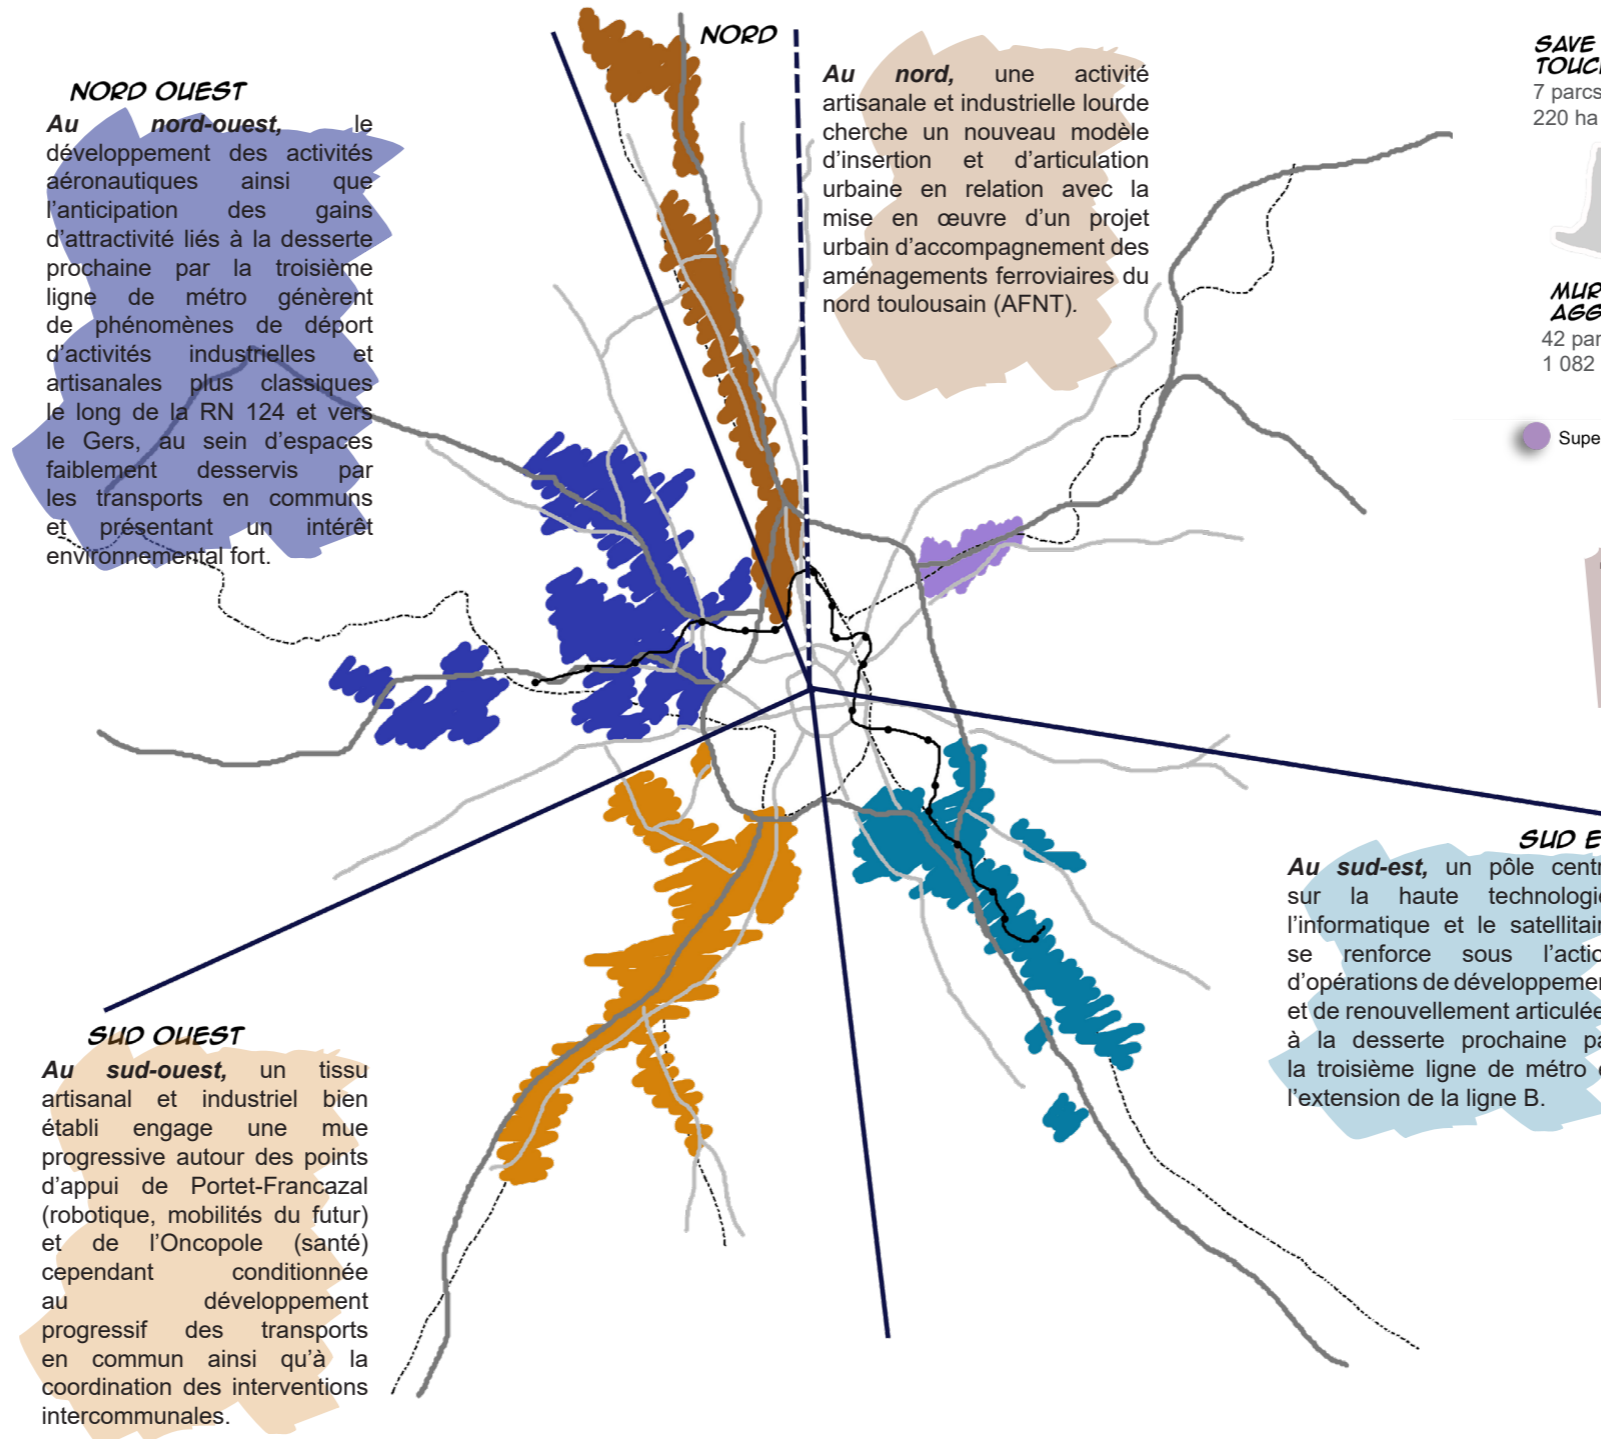 NORD OUEST
Au nord-ouest, le
développement des activités
aéronautiques ainsi que
l'anticipation des gains
d'attractivité liés à la desserte
prochaine par la troisième
ligne de métro génèrent
de phénomènes de déport
d'activités industrielles et
artisanales plus classiques
le long de la RN 124 et vers
le Gers, au sein d'espaces
faiblement desservis par
les transports en communs
et présentant un intérêt
environnemental fort.
NORD
Au nord, une activité
artisanale et industrielle lourde
cherche un nouveau modèle
d'insertion et d'articulation
urbaine en relation avec la
mise en œuvre d'un projet
urbain d'accompagnement des
aménagements ferroviaires du
nord toulousain (AFNT).
SAVE
7 parcs
220 ha
42
1 082
SUD
Au sud-est, un pôle
sur la haute
l'informatique et le
se renforce sous
d'opérations de
et de renouvellement
à la desserte prochaine
la troisième ligne de métro
l'extension de la ligne B.
SUD OUEST
Au sud-ouest, un tissu
artisanal et industriel bien
établi engage une mue
progressive autour des points
d'appui de Portet-Francazal
(robotique, mobilités du futur)
et de l'Oncopole (santé)
cependant conditionnée
au développement
progressif des transports
en commun ainsi qu'à la
coordination des interventions
intercommunales.